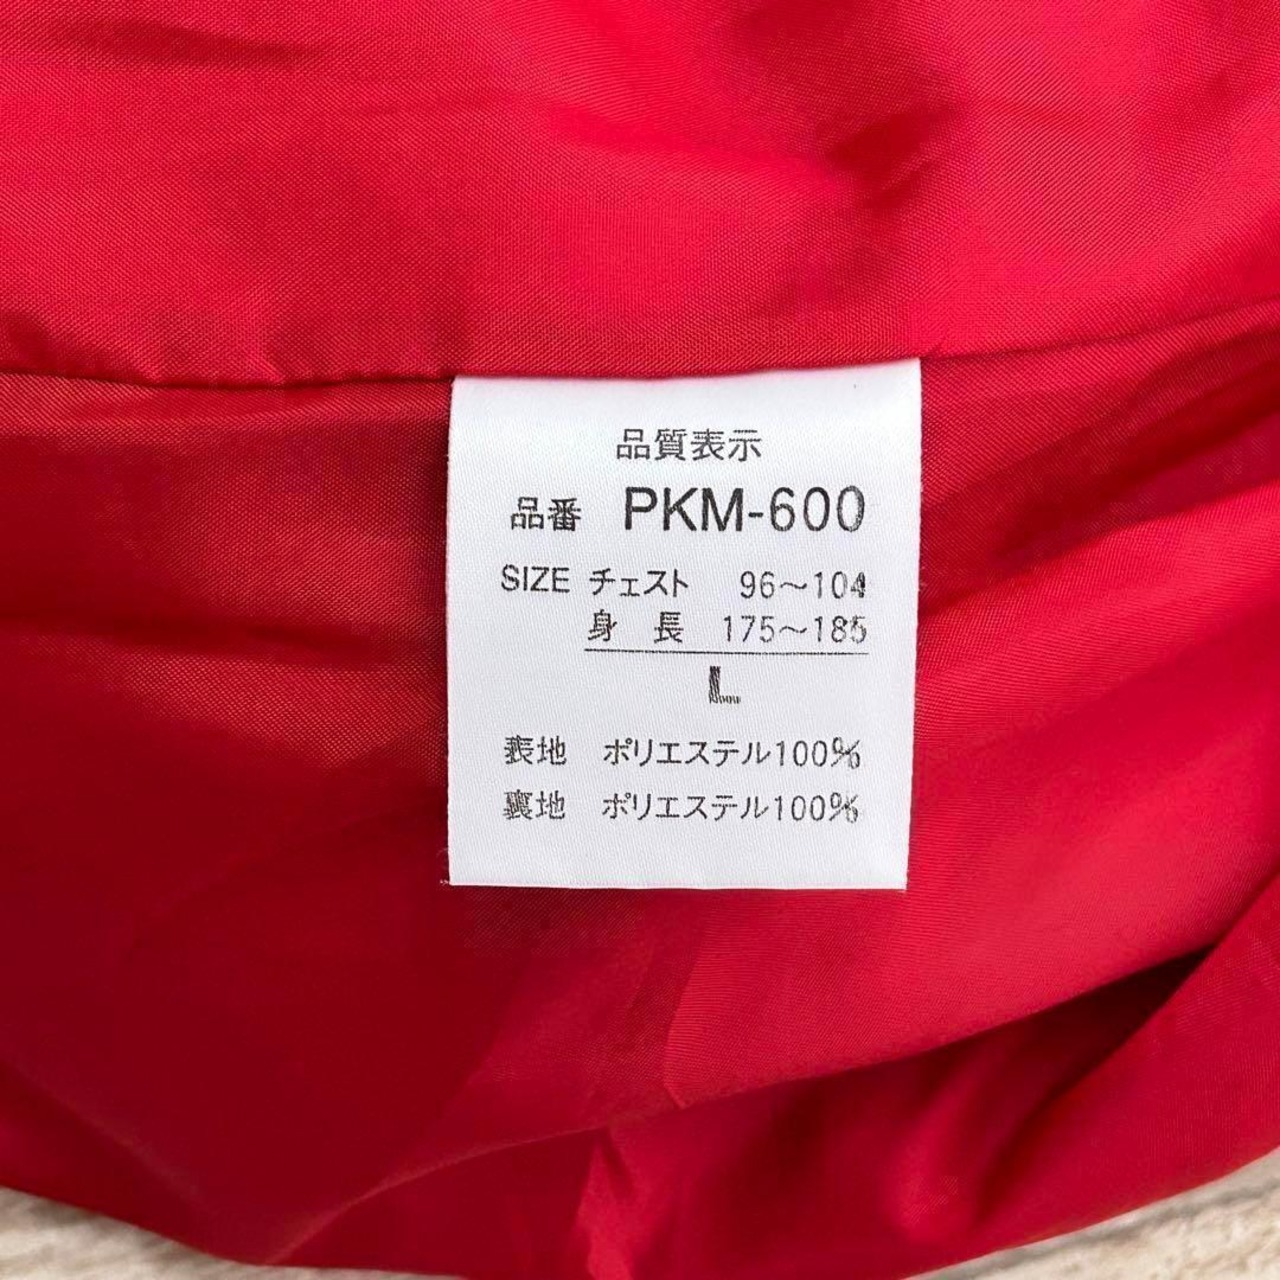 品質表示
品番 PKM-600
SIZE チェスト 96〜104
身長 175〜185
L
表地 ポリエステル100%
裏地 ポリエステル100%